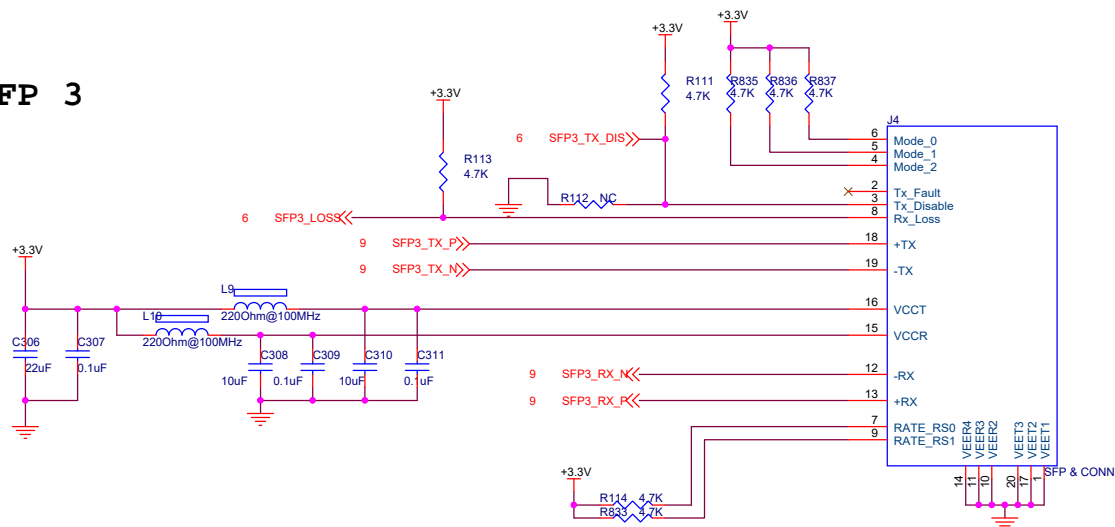 FP 3
+3.3V
+3.3V
+3.3V
R111
4.7K
R835
4.7K
R836
4.7K
R837
4.7K
J4
R113
4.7K
6 SFP3_TX_DIS
R112 NC
6 SFP3_LOSS
9 SFP3_TX_P
9 SFP3_TX_N
6 Mode_0
5 Mode_1
4 Mode_2
2 Tx_Fault
3 Tx_Disable
8 Rx_Loss
18 +TX
19 -TX
16 VCCT
15 VCCR
12 -RX
13 +RX
7 RATE_RS0
9 RATE_RS1
+3.3V
L9
220Ohm@100MHz
L10
220Ohm@100MHz
C306
22uF
C307
0.1uF
C308
10uF
C309
0.1uF
C310
10uF
C311
0.1uF
9 SFP3_RX_N
9 SFP3_RX_P
VEER4
VEER3
VEER2
VEET3
VEET2
VEET1
14
11
10
20
17
1
SFP & CONN
+3.3V
R114 4.7K
R833 4.7K